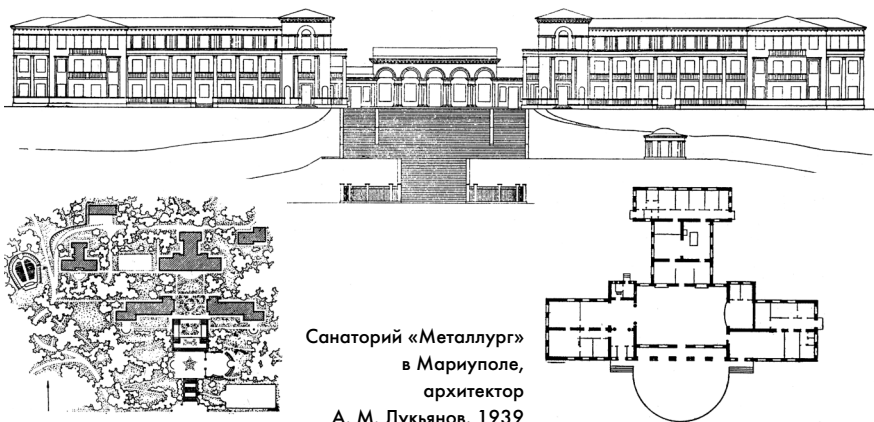 Санаторий «Металлург»
в Мариуполе,
архитектор
А. М. Лукьянов, 1939